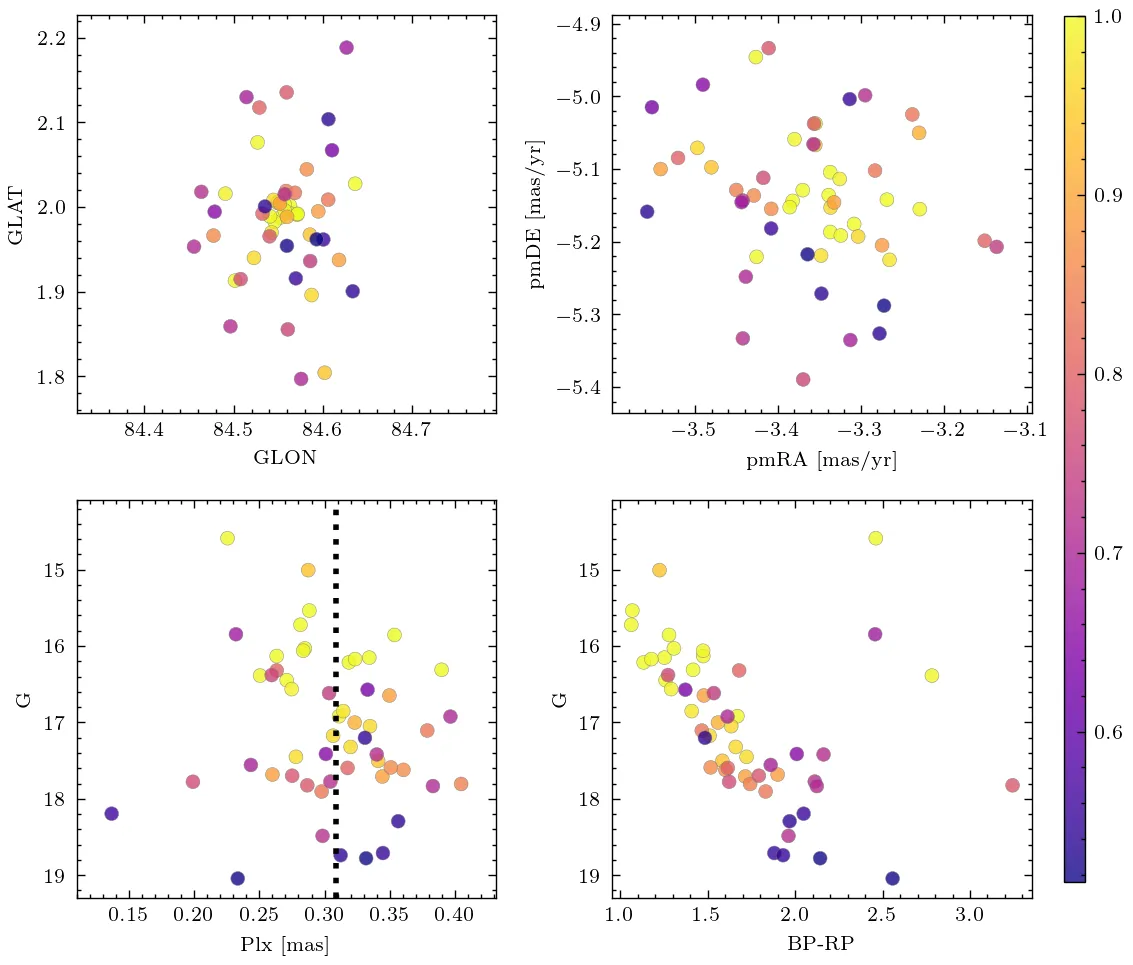 2.2
2.1
2.0
1.9
1.8
GLAT
84.4 84.5 84.6 84.7
GLON
−4.9
−5.0
−5.1
−5.2
−5.3
−5.4
pmDE [mas/yr]
−3.5 −3.4 −3.3 −3.2 −3.1
pmRA [mas/yr]
1.0
0.9
0.8
0.7
0.6
15
16
17
18
19
G
0.15 0.20 0.25 0.30 0.35 0.40
Plx [mas]
15
16
17
18
19
G
1.0 1.5 2.0 2.5 3.0
BP-RP